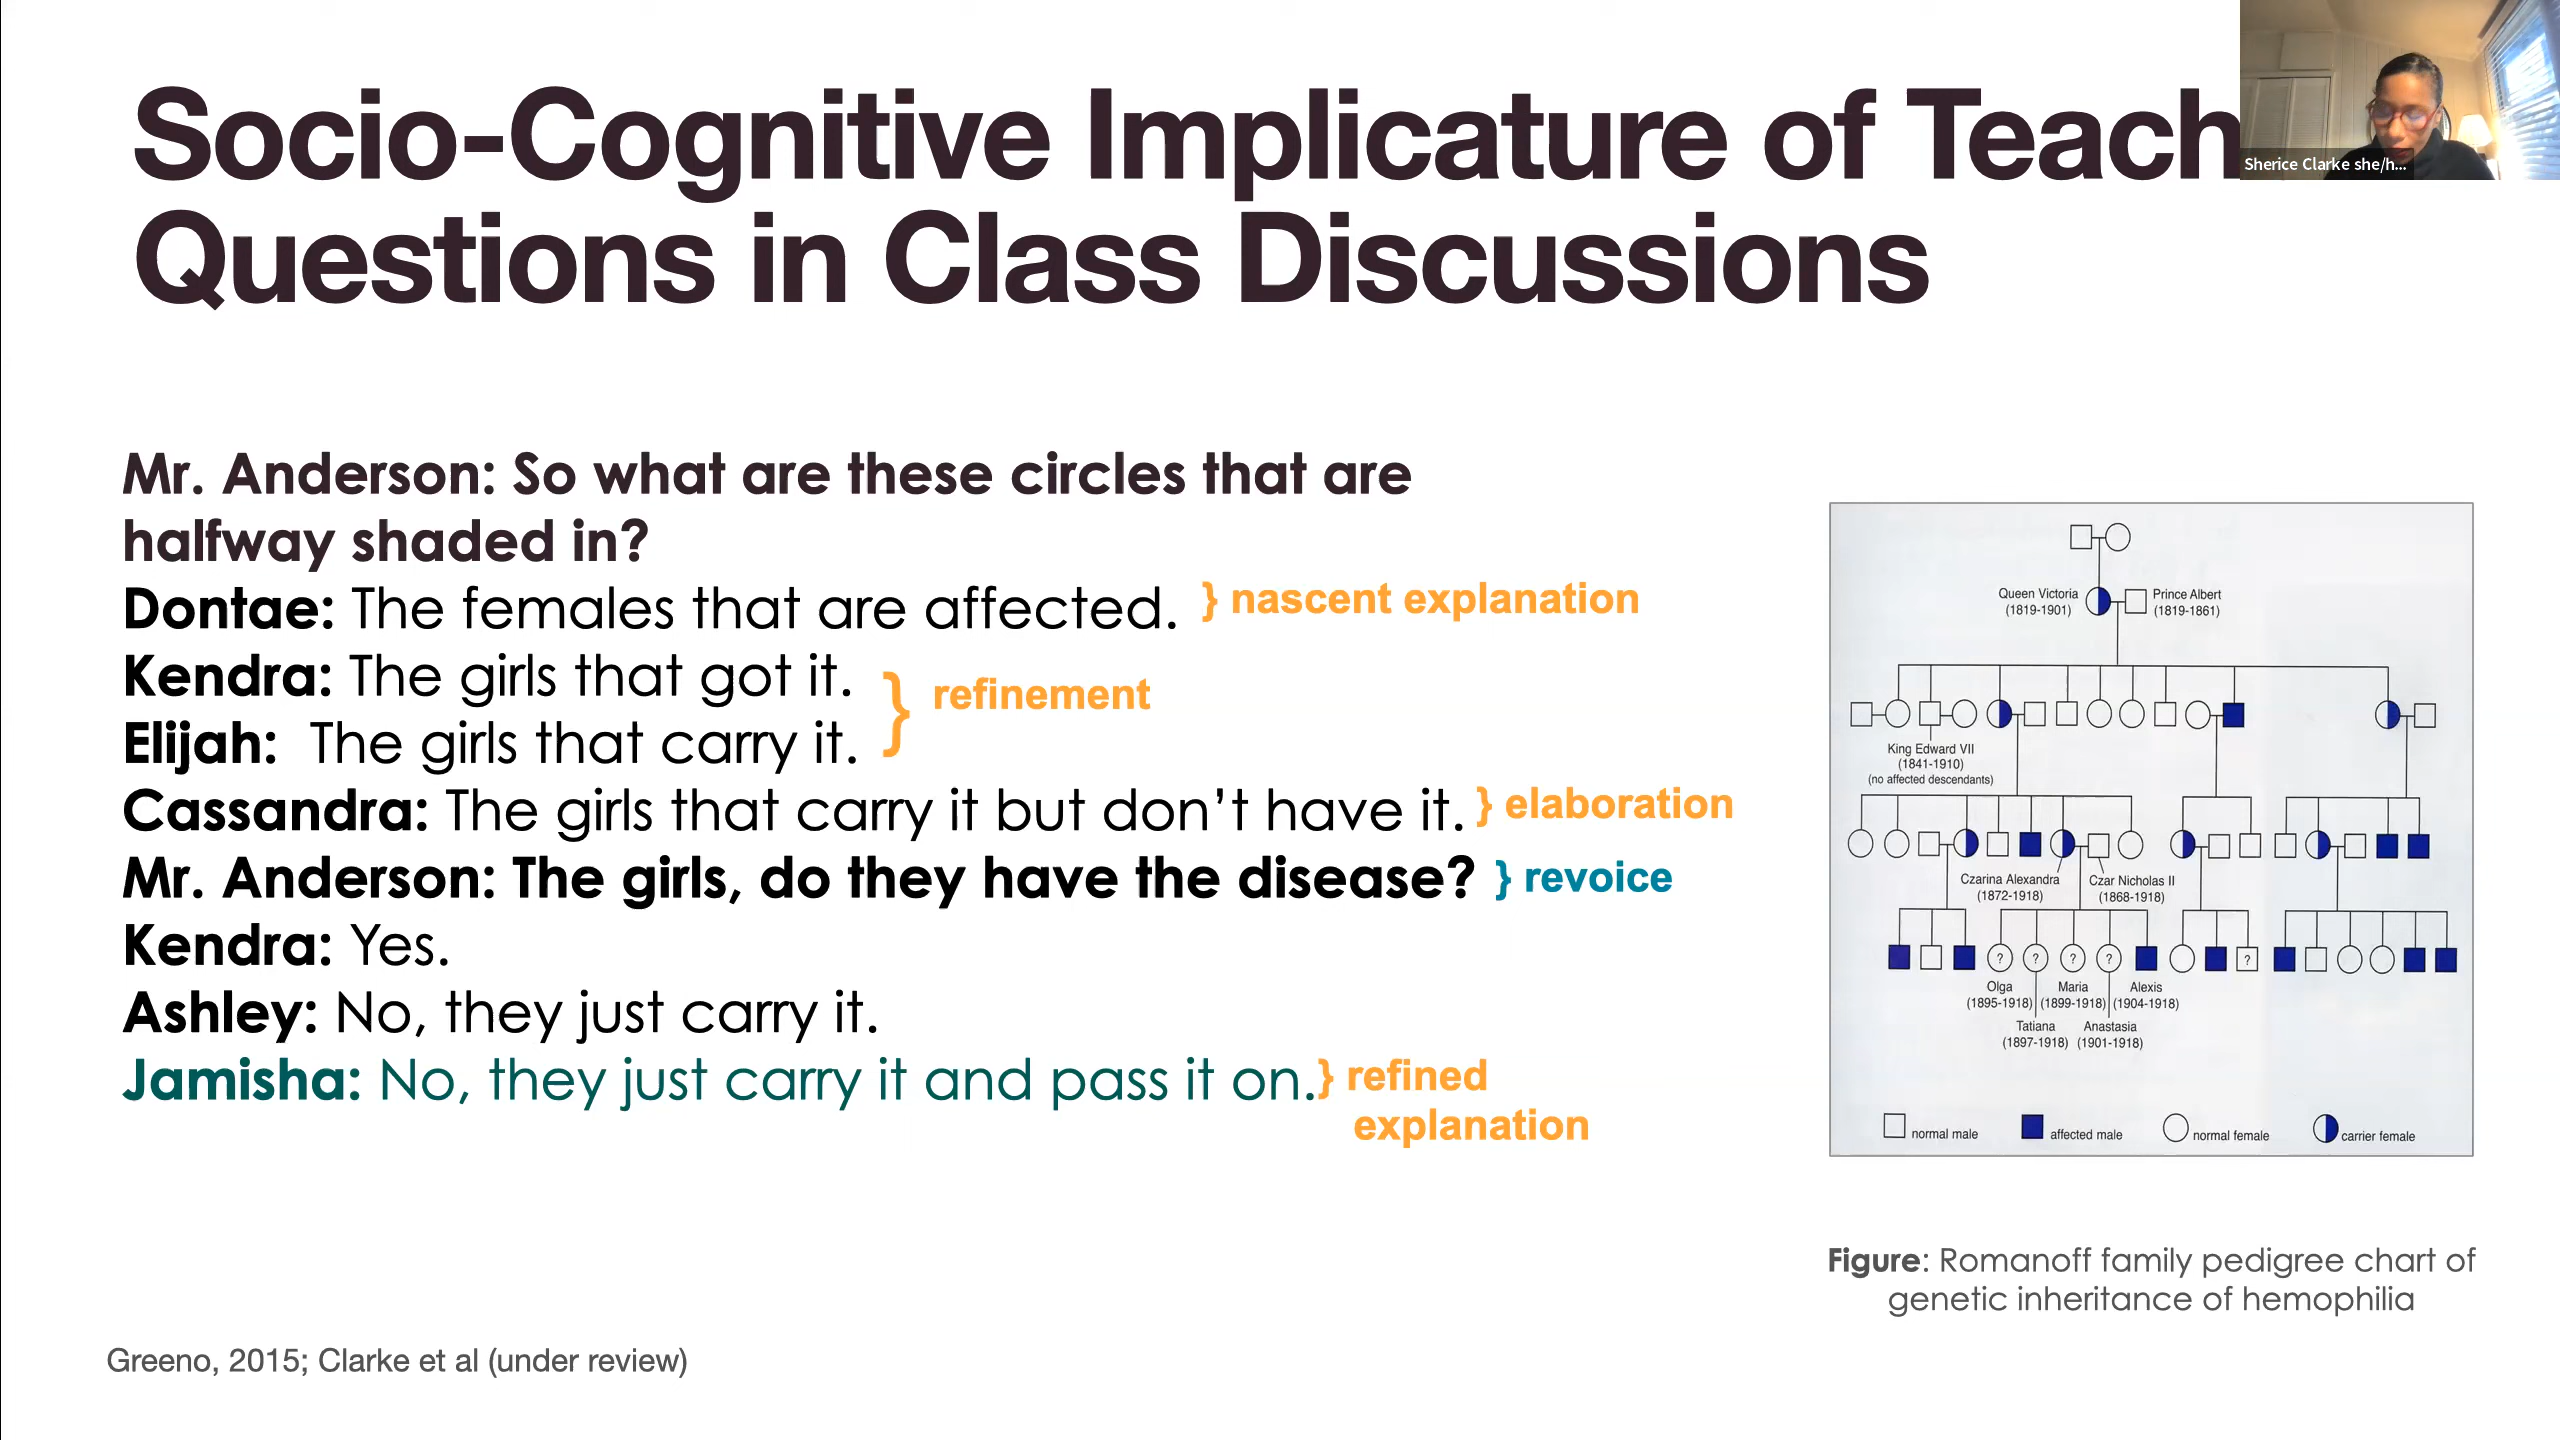 Socio-Cognitive Implicature of Teach
Questions in Class Discussions
Sherice Clarke she/h...
Mr. Anderson: So what are these circles that are
halfway shaded in?
Dontae: The females that are affected. } nascent explanation
Kendra: The girls that got it.
} refinement
Elijah: The girls that carry it.
Cassandra: The girls that carry it but don’t have it. } elaboration
Mr. Anderson: The girls, do they have the disease? } revoice
Kendra: Yes.
Ashley: No, they just carry it.
Jamisha: No, they just carry it and pass it on. } refined
explanation
Queen Victoria
(1819-1901)
Prince Albert
(1819-1861)
King Edward VII
(1841-1910)
(no affected descendants)
Czarina Alexandra
(1872-1918)
Czar Nicholas II
(1868-1918)
? ? ? ? ?
Olga
(1895-1918)
Maria
(1899-1918)
Alexis
(1904-1918)
Tatiana
(1897-1918)
Anastasia
(1901-1918)
normal male
affected male
normal female
carrier female
Figure: Romanoff family pedigree chart of
genetic inheritance of hemophilia
Greeno, 2015; Clarke et al (under review)